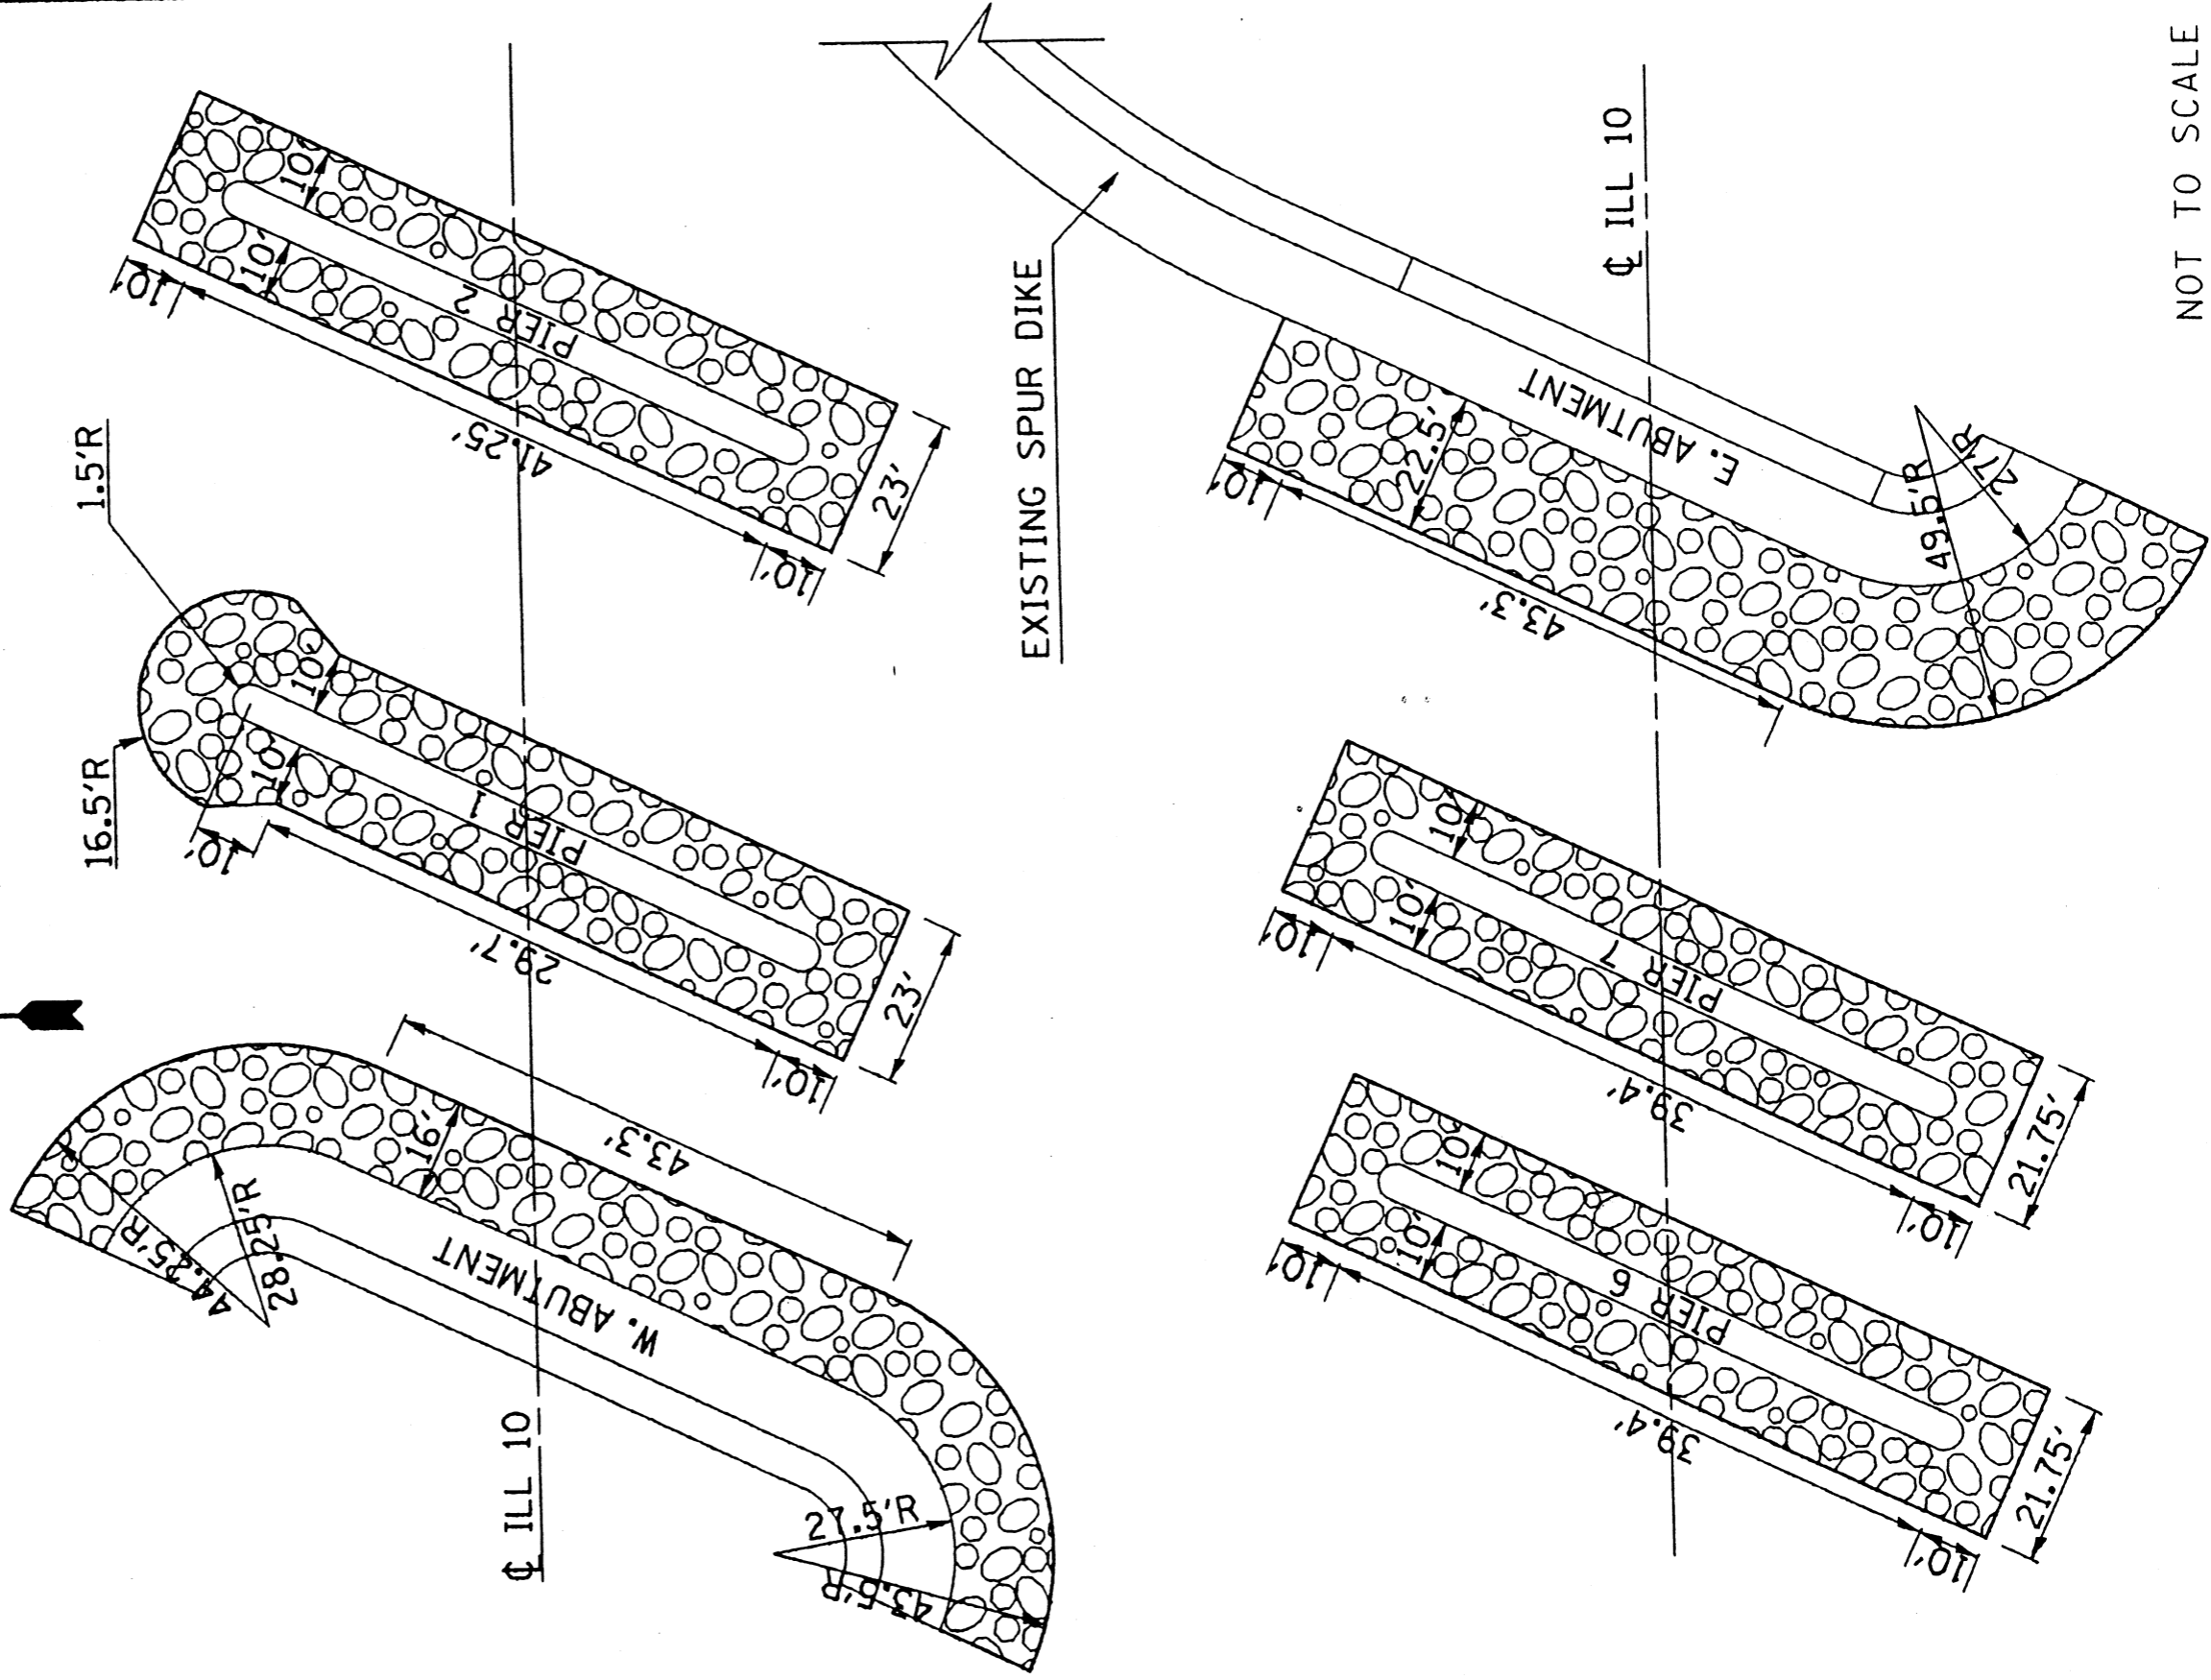 16.5'R
1.5'R
10'
10'
10'
PIER 1
29.7'
10'
23'
10'
10'
10'
PIER 2
41.25'
10'
23'
44.25'R
28.25'R
16'
43.3'
W. ABUTMENT
℄ ILL 10
27.5'R
43.5'R
EXISTING SPUR DIKE
℄ ILL 10
10'
22.5'
E. ABUTMENT
43.3'
49.5'R
27'R
10'
10'
10'
PIER 7
39.4'
10'
21.75'
10'
10'
10'
PIER 6
39.4'
10'
21.75'
NOT TO SCALE